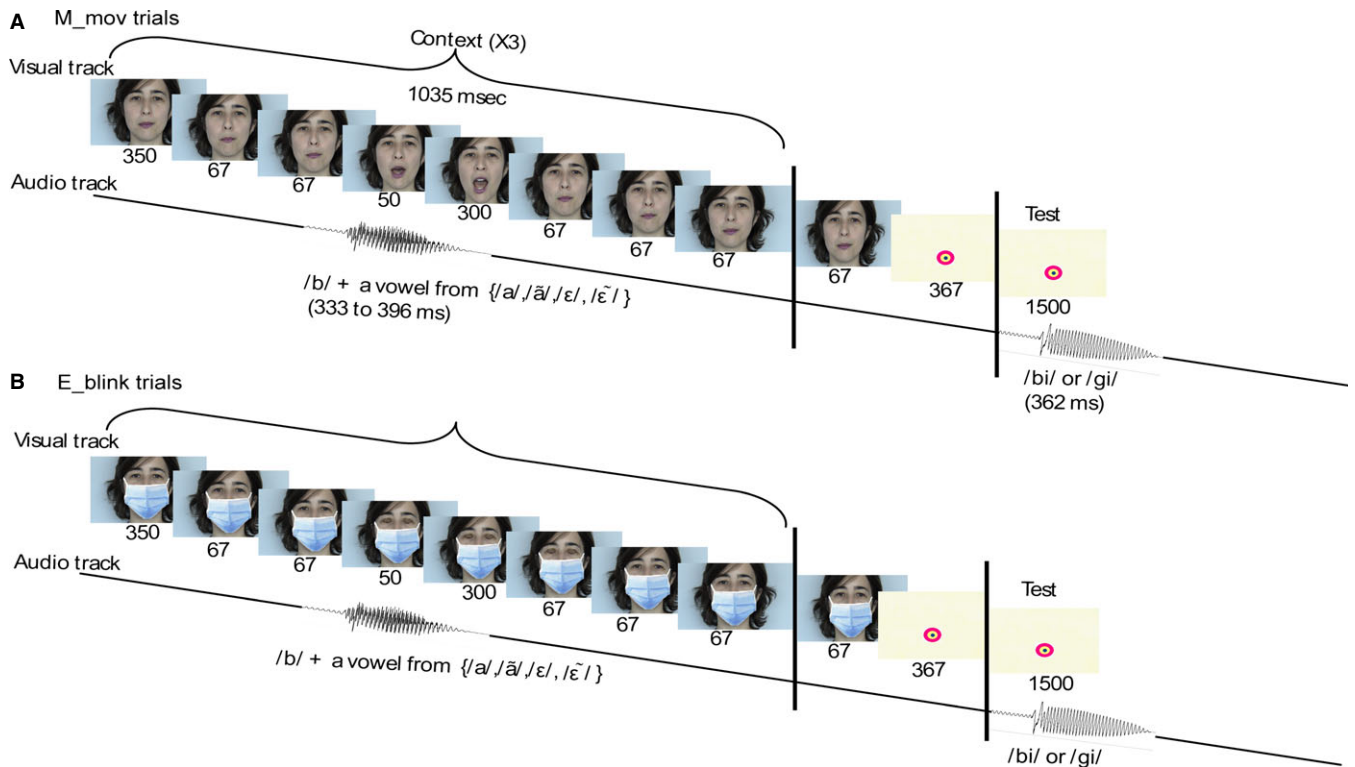 A M_mov trials
Context (X3)
Visual track
1035 msec
350
67
67
50
300
67
67
67
67
367
Test
1500
Audio track
/b/ + a vowel from {/a/,/ã/,/ɛ/, /ɛ̃/ }
(333 to 396 ms)
/bi/ or /gi/
(362 ms)
B E_blink trials
Visual track
350
67
67
50
300
67
67
67
67
367
Test
1500
Audio track
/b/ + a vowel from {/a/,/ã/,/ɛ/, /ɛ̃/ }
/bi/ or /gi/